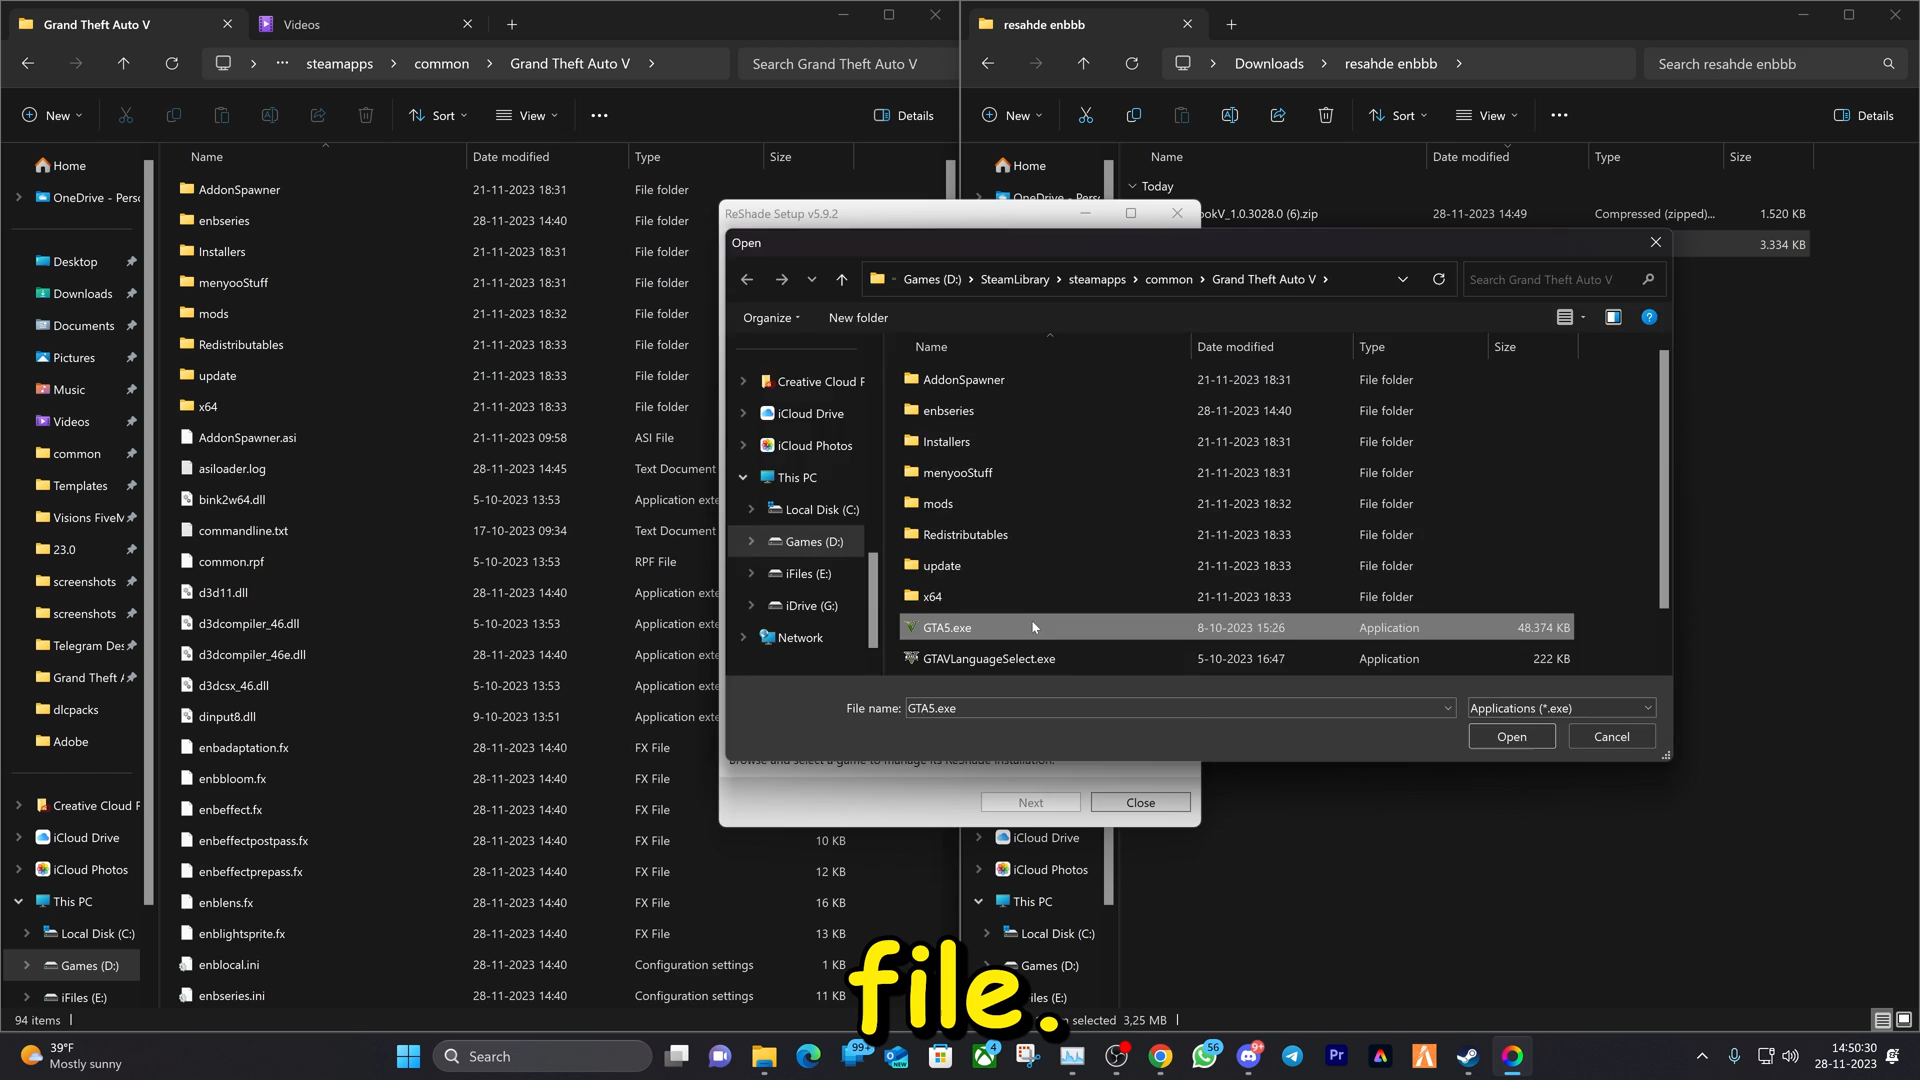 Grand Theft Auto V
Videos
steamapps
common
Grand Theft Auto V
Search Grand Theft Auto V
New
Sort
View
Details
Name
Date modified
Type
Size
Home
OneDrive - Perso
Desktop
Downloads
Documents
Pictures
Music
Videos
common
Templates
Visions FiveM
23.0
screenshots
screenshots
Telegram Des
Grand Theft A
dlcpacks
Adobe
Creative Cloud F
iCloud Drive
iCloud Photos
This PC
Local Disk (C:)
Games (D:)
iFiles (E:)
94 items
AddonSpawner 21-11-2023 18:31 File folder
enbseries 28-11-2023 14:40 File folder
Installers 21-11-2023 18:31 File folder
menyooStuff 21-11-2023 18:31 File folder
mods 21-11-2023 18:32 File folder
Redistributables 21-11-2023 18:33 File folder
update 21-11-2023 18:33 File folder
x64 21-11-2023 18:33 File folder
AddonSpawner.asi 21-11-2023 09:58 ASI File
asiloader.log 28-11-2023 14:45 Text Document
bink2w64.dll 5-10-2023 13:53 Application exte
commandline.txt 17-10-2023 09:34 Text Document
common.rpf 5-10-2023 13:53 RPF File
d3d11.dll 28-11-2023 14:40 Application exte
d3dcompiler_46.dll 5-10-2023 13:53 Application exte
d3dcompiler_46e.dll 28-11-2023 14:40 Application exte
d3dcsx_46.dll 5-10-2023 13:53 Application exte
dinput8.dll 9-10-2023 13:51 Application exte
enbadaptation.fx 28-11-2023 14:40 FX File
enbbloom.fx 28-11-2023 14:40 FX File
enbeffect.fx 28-11-2023 14:40 FX File
enbeffectpostpass.fx 28-11-2023 14:40 FX File 10 KB
enbeffectprepass.fx 28-11-2023 14:40 FX File 12 KB
enblens.fx 28-11-2023 14:40 FX File 16 KB
enblightsprite.fx 28-11-2023 14:40 FX File 13 KB
enblocal.ini 28-11-2023 14:40 Configuration settings 1 KB
enbseries.ini 28-11-2023 14:40 Configuration settings 11 KB
resahde enbbb
Downloads
resahde enbbb
Search resahde enbbb
New
Sort
View
Details
Name
Date modified
Type
Size
Home
OneDrive - Perso
Today
ookV_1.0.3028.0 (6).zip 28-11-2023 14:49 Compressed (zipped)... 1.520 KB
3.334 KB
iCloud Drive
iCloud Photos
This PC
Local Disk (C:)
Games (D:)
iles (E:)
selected 3,25 MB
ReShade Setup v5.9.2
Open
Games (D:)
SteamLibrary
steamapps
common
Grand Theft Auto V
Search Grand Theft Auto V
Organize
New folder
Name
Date modified
Type
Size
Creative Cloud F
iCloud Drive
iCloud Photos
This PC
Local Disk (C:)
Games (D:)
iFiles (E:)
iDrive (G:)
Network
AddonSpawner 21-11-2023 18:31 File folder
enbseries 28-11-2023 14:40 File folder
Installers 21-11-2023 18:31 File folder
menyooStuff 21-11-2023 18:31 File folder
mods 21-11-2023 18:32 File folder
Redistributables 21-11-2023 18:33 File folder
update 21-11-2023 18:33 File folder
x64 21-11-2023 18:33 File folder
GTA5.exe 8-10-2023 15:26 Application 48.374 KB
GTAVLanguageSelect.exe 5-10-2023 16:47 Application 222 KB
File name: GTA5.exe
Applications (*.exe)
Open
Cancel
Browse and select a game to manage its ReShade installation.
Next
Close
file.
39°F
Mostly sunny
Search
99+
NEW
4
56
9+
Pr
14:50:30
28-11-2023